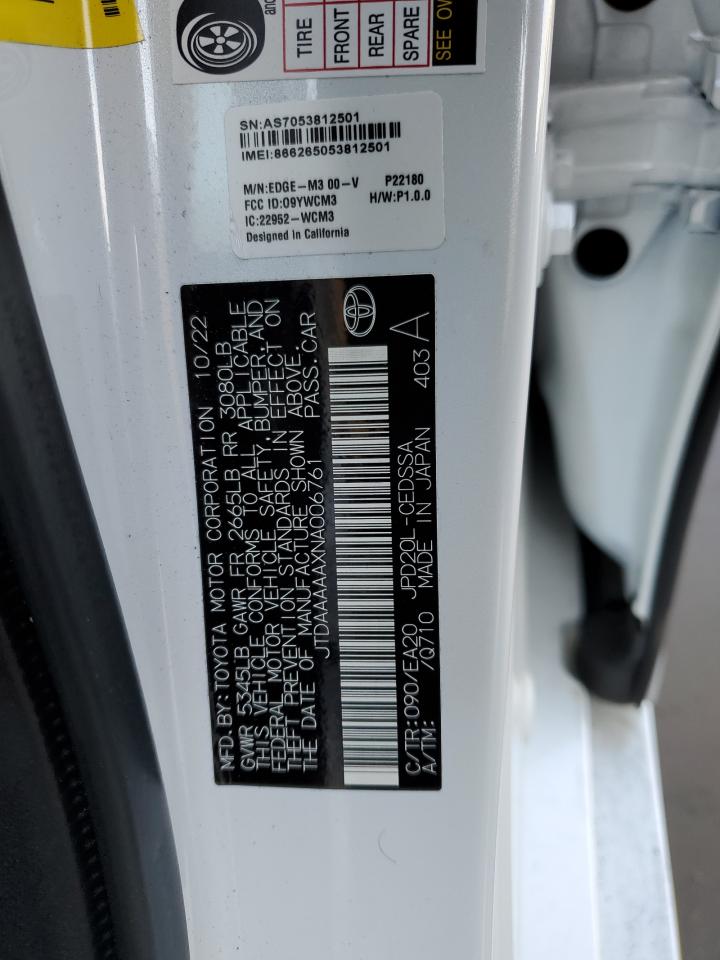 and
TIRE
FRONT
REAR
SPARE
SEE OW
SN:AS7053812501
IMEI:866265053812501
M/N:EDGE-M3 00-V P22180
FCC ID:O9YWCM3 H/W:P1.0.0
IC:22952-WCM3
Designed in California
MFD. BY: TOYOTA MOTOR CORPORATION 10/22
GVWR 5345LB GAWR FR 2665LB RR 3080LB
THIS VEHICLE CONFORMS TO ALL APPLICABLE
FEDERAL MOTOR VEHICLE SAFETY, BUMPER, AND
THEFT PREVENTION STANDARDS IN EFFECT ON
THE DATE OF MANUFACTURE SHOWN ABOVE.
JTDAAAAAXNA006761 PASS. CAR
C/TR:090/EA20 JPD20L-CEDSSA
A/TM: /Q710 MADE IN JAPAN 403 A